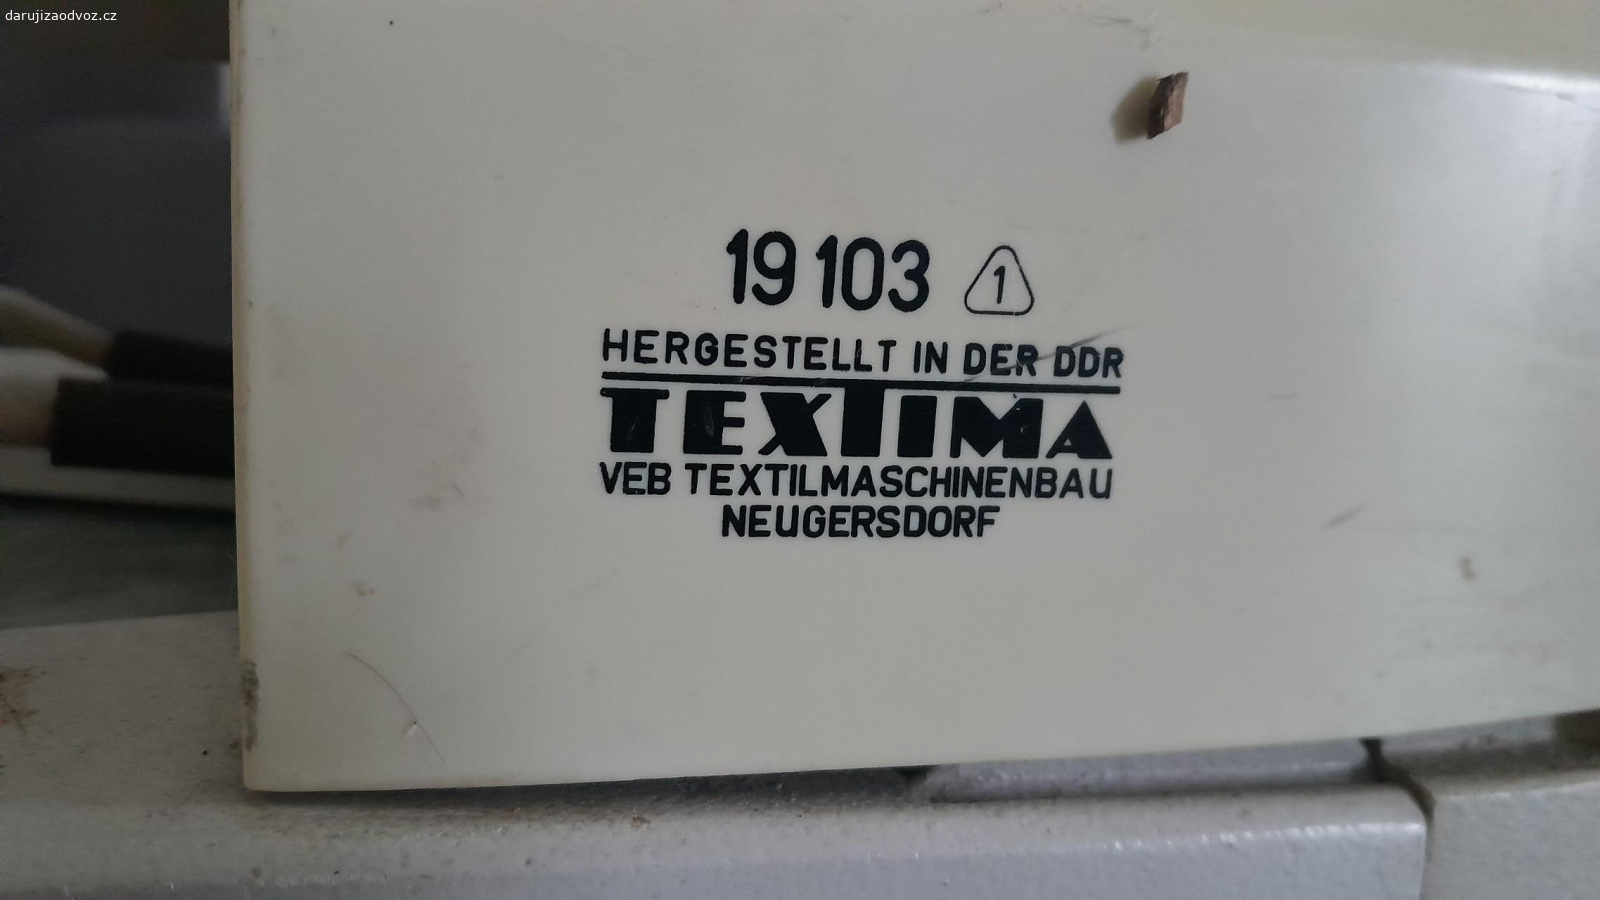 darujizaodvoz.cz
19 103 1
HERGESTELLT IN DER DDR
TEXTIMA
VEB TEXTILMASCHINENBAU
NEUGERSDORF